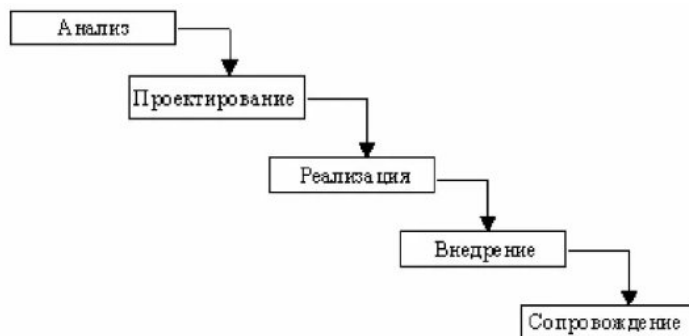 Анализ
Проектирование
Реализация
Внедрение
Сопровождение